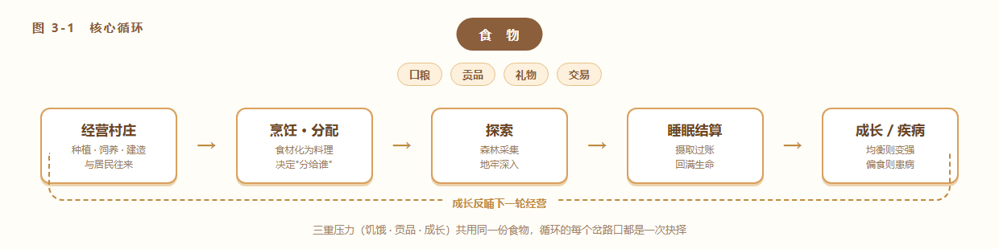 图 3-1 核心循环
食 物
口粮
贡品
礼物
交易
经营村庄
种植 · 饲养 · 建造
与居民往来
→
烹饪 · 分配
食材化为料理
决定"分给谁"
→
探索
森林采集
地牢深入
→
睡眠结算
摄取过账
回满生命
→
成长 / 疾病
均衡则变强
偏食则患病
成长反哺下一轮经营
三重压力（饥饿 · 贡品 · 成长）共用同一份食物，循环的每个岔路口都是一次抉择